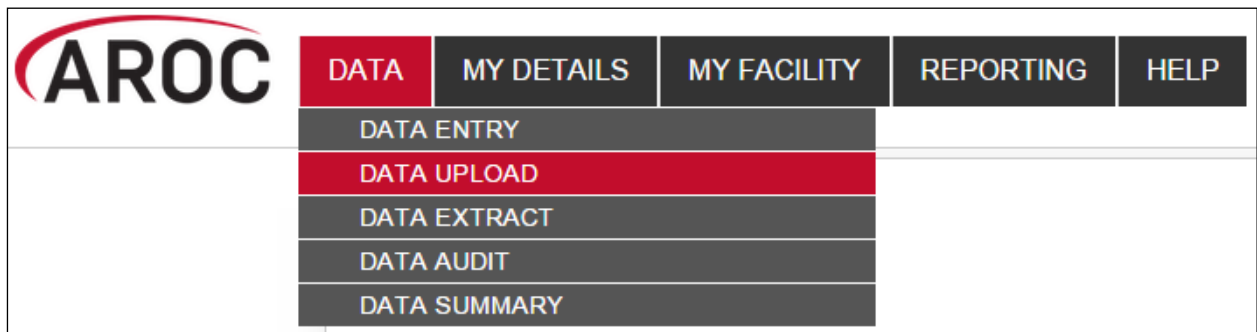 AROC DATA MY DETAILS MY FACILITY REPORTING HELP
DATA ENTRY
DATA UPLOAD
DATA EXTRACT
DATA AUDIT
DATA SUMMARY